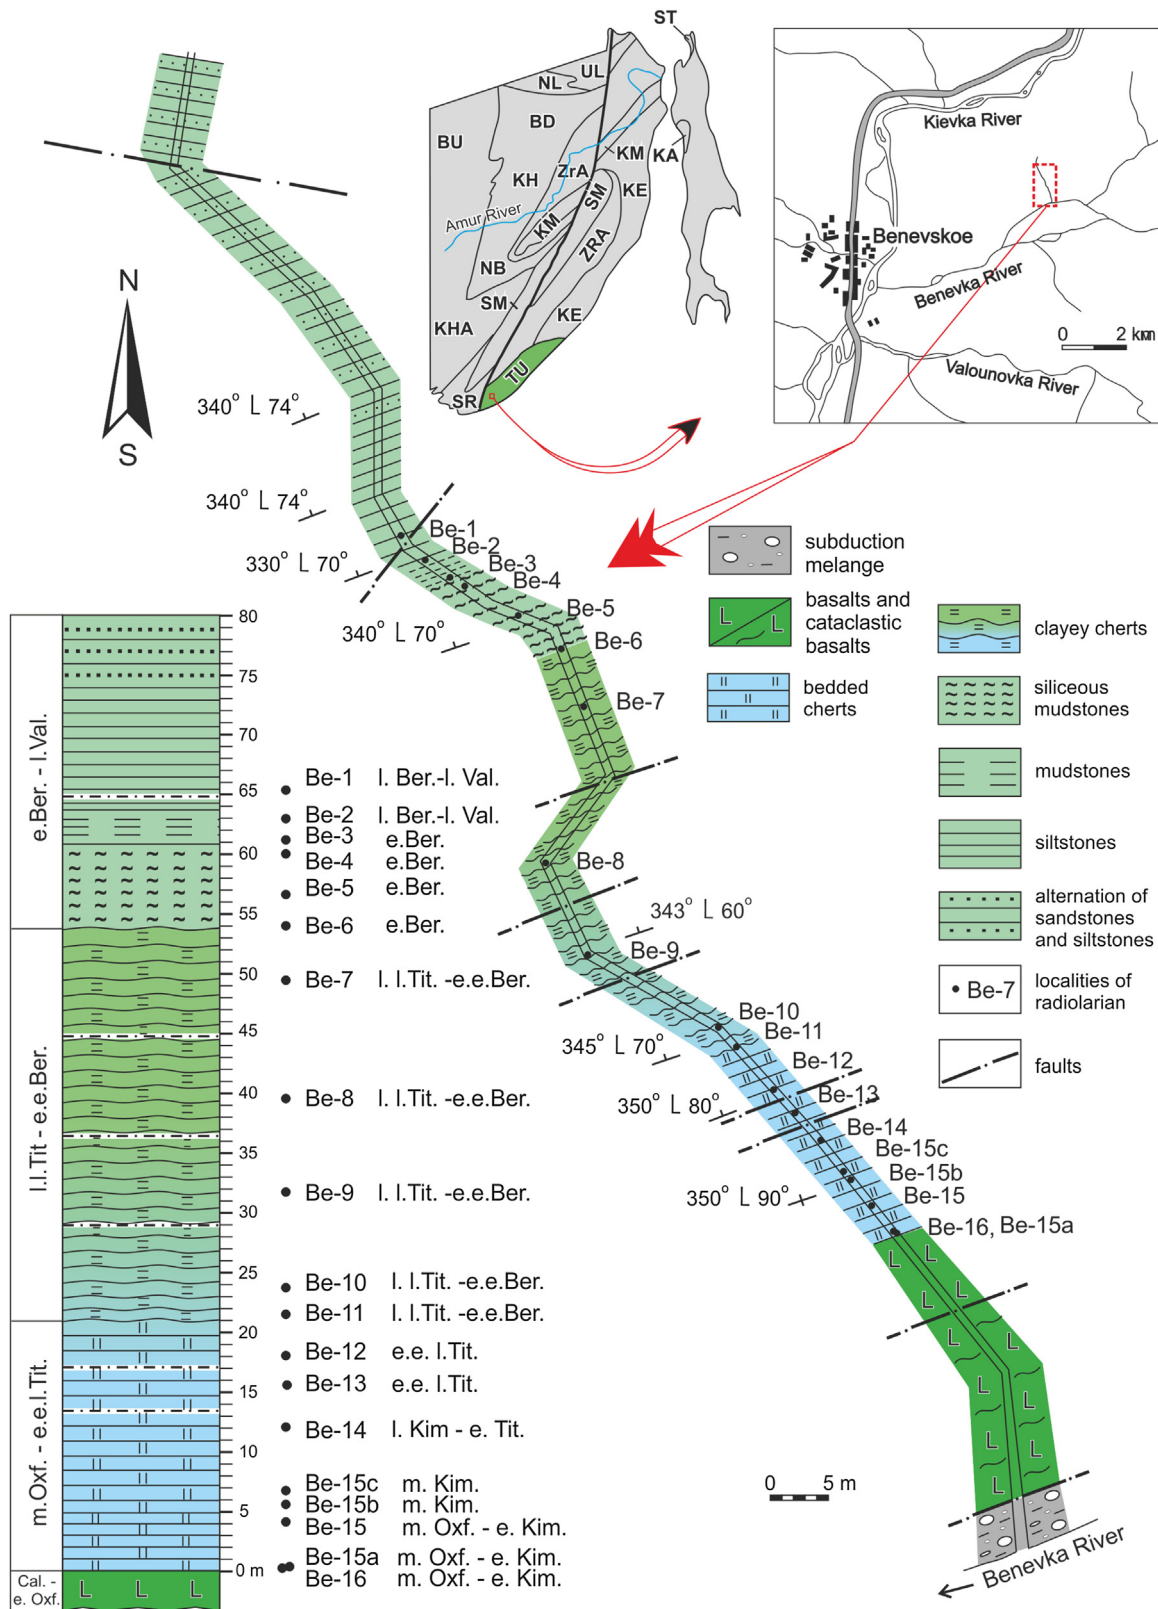 ST
UL
NL
BD
BU
KM
KA
ZrA
KH
SM
KE
Amur River
KM
ZRA
NB
SM
KE
KHA
TU
SR
Kievka River
Benevskoe
Benevka River
0 2 км
Valounovka River
N
S
340° L 74°
340° L 74°
330° L 70°
340° L 70°
343° L 60°
345° L 70°
350° L 80°
350° L 90°
Be-1
Be-2
Be-3
Be-4
Be-5
Be-6
Be-7
Be-8
Be-9
Be-10
Be-11
Be-12
Be-13
Be-14
Be-15c
Be-15b
Be-15
Be-16, Be-15a
L
L
L
L
L
L
L
L
L
L
0 5 m
Benevka River
subduction
melange
L L
basalts and
cataclastic
basalts
bedded
cherts
clayey cherts
siliceous
mudstones
mudstones
siltstones
alternation of
sandstones
and siltstones
Be-7
localities of
radiolarian
faults
e.Ber. - l.Val.
l.l.Tit - e.e.Ber.
m.Oxf. - e.e.l.Tit.
Cal. -
e. Oxf.
L L L
80
75
70
65
60
55
50
45
40
35
30
25
20
15
10
5
0 m
Be-1 l. Ber.-l. Val.
Be-2 l. Ber.-l. Val.
Be-3 e.Ber.
Be-4 e.Ber.
Be-5 e.Ber.
Be-6 e.Ber.
Be-7 l. l.Tit. -e.e.Ber.
Be-8 l. l.Tit. -e.e.Ber.
Be-9 l. l.Tit. -e.e.Ber.
Be-10 l. l.Tit. -e.e.Ber.
Be-11 l. l.Tit. -e.e.Ber.
Be-12 e.e. l.Tit.
Be-13 e.e. l.Tit.
Be-14 l. Kim - e. Tit.
Be-15c m. Kim.
Be-15b m. Kim.
Be-15 m. Oxf. - e. Kim.
Be-15a m. Oxf. - e. Kim.
Be-16 m. Oxf. - e. Kim.